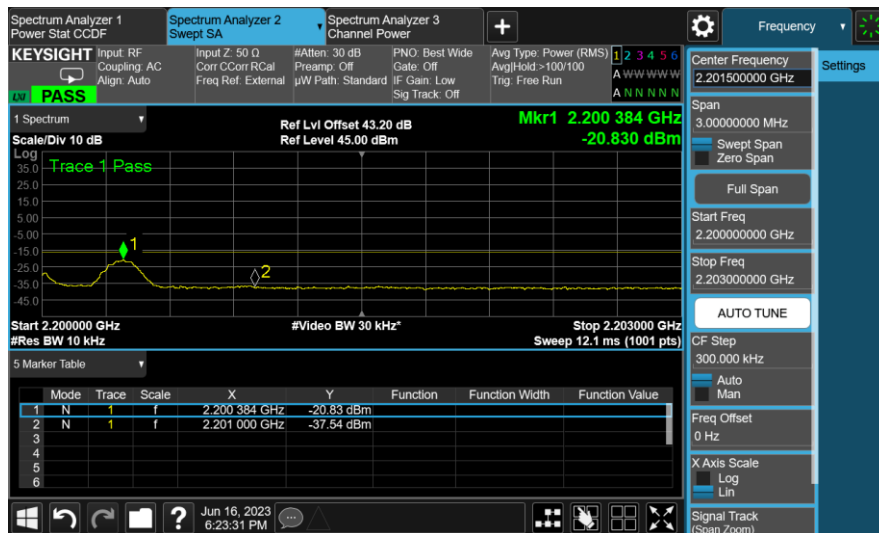 Spectrum Analyzer 1
Power Stat CCDF
Spectrum Analyzer 2
Swept SA
Spectrum Analyzer 3
Channel Power
+
Frequency
KEYSIGHT
LXI
PASS
Input: RF
Coupling: AC
Align: Auto
Input Z: 50 Ω
Corr CCorr RCal
Freq Ref: External
#Atten: 30 dB
Preamp: Off
µW Path: Standard
PNO: Best Wide
Gate: Off
IF Gain: Low
Sig Track: Off
Avg Type: Power (RMS)
Avg|Hold:>100/100
Trig: Free Run
1 2 3 4 5 6
A W W W W W
A N N N N N
1 Spectrum
Scale/Div 10 dB
Ref Lvl Offset 43.20 dB
Ref Level 45.00 dBm
Mkr1 2.200 384 GHz
-20.830 dBm
Log
Trace 1 Pass
35.0
25.0
15.0
5.00
-5.00
-15.0
-25.0
-35.0
-45.0
1
2
Start 2.200000 GHz
#Res BW 10 kHz
#Video BW 30 kHz*
Stop 2.203000 GHz
Sweep 12.1 ms (1001 pts)
5 Marker Table
Mode Trace Scale X Y Function Function Width Function Value
1 N 1 f 2.200 384 GHz -20.83 dBm
2 N 1 f 2.201 000 GHz -37.54 dBm
3
4
5
6
?
Jun 16, 2023
6:23:31 PM
Center Frequency
2.201500000 GHz
Span
3.00000000 MHz
Swept Span
Zero Span
Full Span
Start Freq
2.200000000 GHz
Stop Freq
2.203000000 GHz
AUTO TUNE
CF Step
300.000 kHz
Auto
Man
Freq Offset
0 Hz
X Axis Scale
Log
Lin
Signal Track
(Span Zoom)
Settings